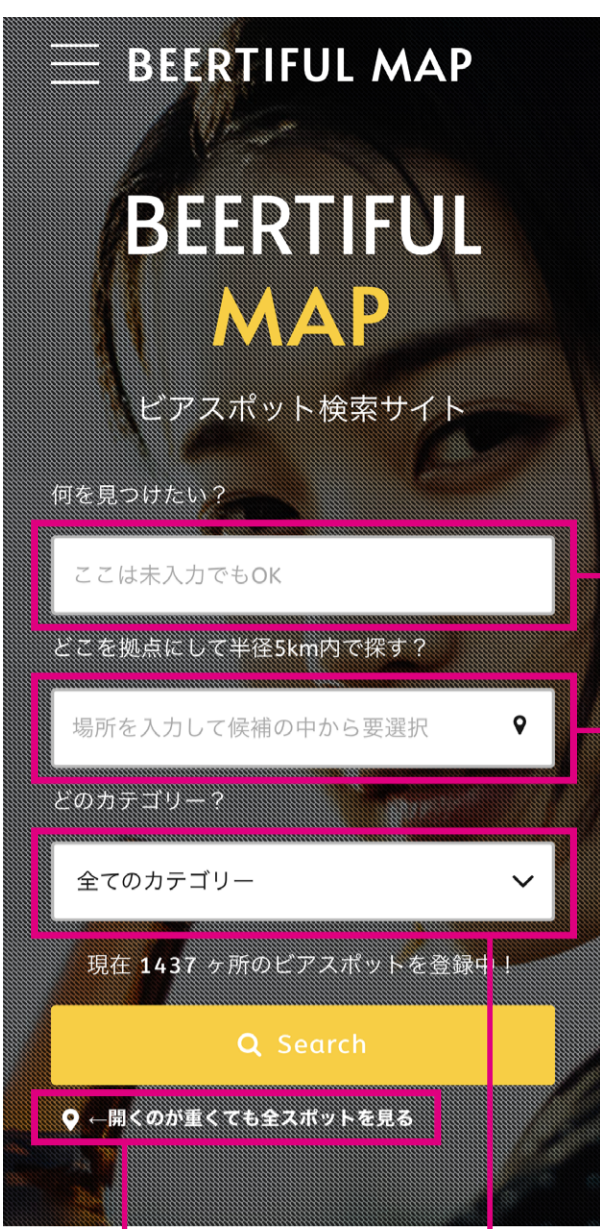 BEERTIFUL MAP
BEERTIFUL
MAP
ビアスポット検索サイト
何を見つけたい？
ここは未入力でもOK
どこを拠点にして半径5km内で探す？
場所を入力して候補の中から要選択
どのカテゴリー？
全てのカテゴリー
現在 1437 ヶ所のビアスポットを登録中！
Search
←開くのが重くても全スポットを見る